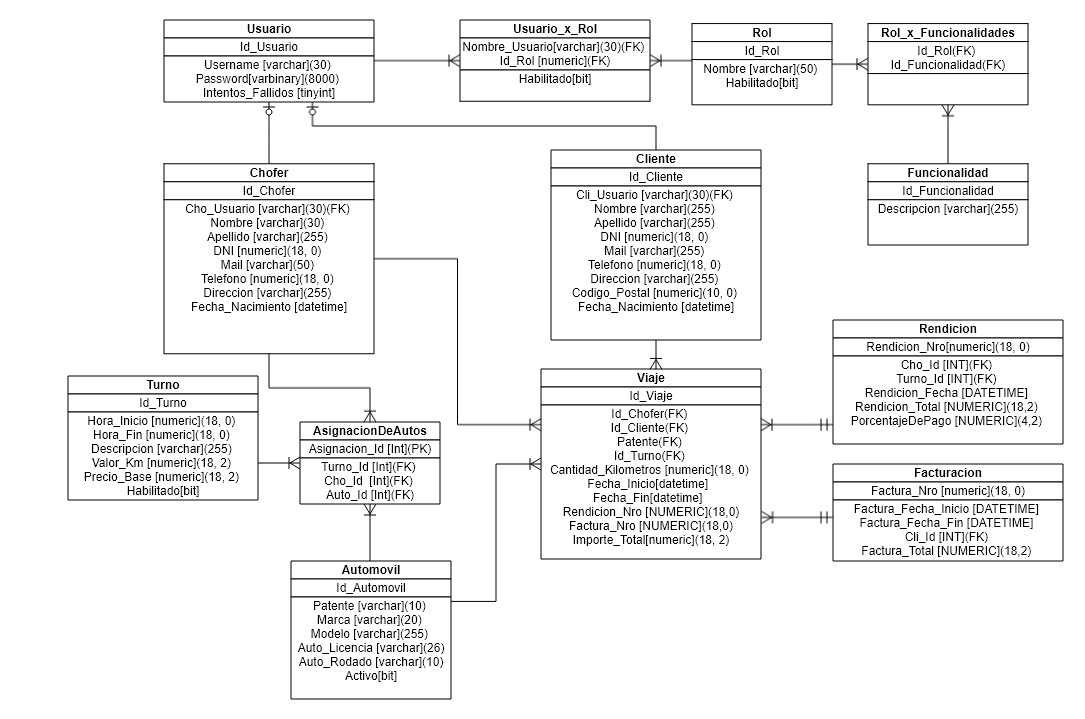 Usuario
Id_Usuario
Username [varchar](30)
Password[varbinary](8000)
Intentos_Fallidos [tinyint]
Usuario_x_Rol
Nombre_Usuario[varchar](30)(FK)
Id_Rol [numeric](FK)
Habilitado[bit]
Rol
Id_Rol
Nombre [varchar](50)
Habilitado[bit]
Rol_x_Funcionalidades
Id_Rol(FK)
Id_Funcionalidad(FK)
Chofer
Id_Chofer
Cho_Usuario [varchar](30)(FK)
Nombre [varchar](30)
Apellido [varchar](255)
DNI [numeric](18, 0)
Mail [varchar](50)
Telefono [numeric](18, 0)
Direccion [varchar](255)
Fecha_Nacimiento [datetime]
Cliente
Id_Cliente
Cli_Usuario [varchar](30)(FK)
Nombre [varchar](255)
Apellido [varchar](255)
DNI [numeric](18, 0)
Mail [varchar](255)
Telefono [numeric](18, 0)
Direccion [varchar](255)
Codigo_Postal [numeric](10, 0)
Fecha_Nacimiento [datetime]
Funcionalidad
Id_Funcionalidad
Descripcion [varchar](255)
Turno
Id_Turno
Hora_Inicio [numeric](18, 0)
Hora_Fin [numeric](18, 0)
Descripcion [varchar](255)
Valor_Km [numeric](18, 2)
Precio_Base [numeric](18, 2)
Habilitado[bit]
AsignacionDeAutos
Asignacion_Id [Int](PK)
Turno_Id [Int](FK)
Cho_Id [Int](FK)
Auto_Id [Int](FK)
Viaje
Id_Viaje
Id_Chofer(FK)
Id_Cliente(FK)
Patente(FK)
Id_Turno(FK)
Cantidad_Kilometros [numeric](18, 0)
Fecha_Inicio[datetime]
Fecha_Fin[datetime]
Rendicion_Nro [NUMERIC](18,0)
Factura_Nro [NUMERIC](18,0)
Importe_Total[numeric](18, 2)
Rendicion
Rendicion_Nro[numeric](18, 0)
Cho_Id [INT](FK)
Turno_Id [INT](FK)
Rendicion_Fecha [DATETIME]
Rendicion_Total [NUMERIC](18,2)
PorcentajeDePago [NUMERIC](4,2)
Facturacion
Factura_Nro [numeric](18, 0)
Factura_Fecha_Inicio [DATETIME]
Factura_Fecha_Fin [DATETIME]
Cli_Id [INT](FK)
Factura_Total [NUMERIC](18,2)
Automovil
Id_Automovil
Patente [varchar](10)
Marca [varchar](20)
Modelo [varchar](255)
Auto_Licencia [varchar](26)
Auto_Rodado [varchar](10)
Activo[bit]